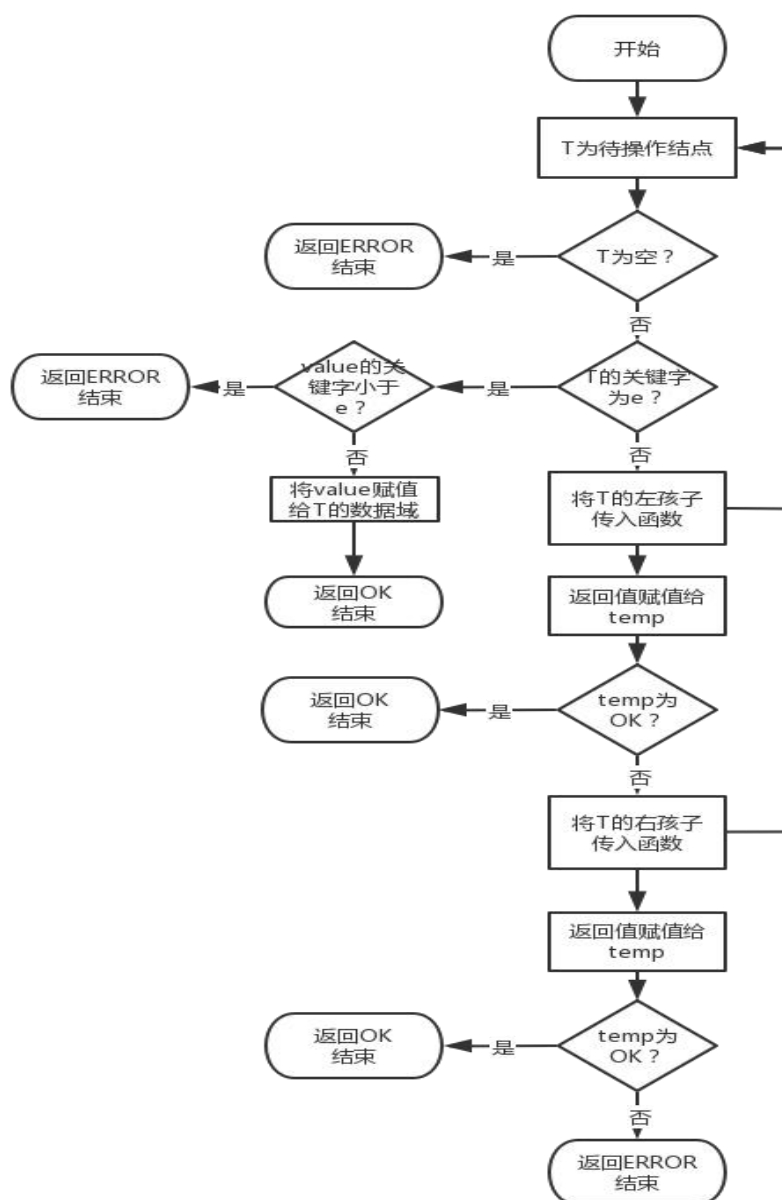 开始
T为待操作结点
T为空？
是
返回ERROR
结束
否
T的关键字
为e？
是
value的关
键字小于
e？
是
返回ERROR
结束
否
将value赋值
给T的数据域
返回OK
结束
否
将T的左孩子
传入函数
返回值赋值给
temp
temp为
OK？
是
返回OK
结束
否
将T的右孩子
传入函数
返回值赋值给
temp
temp为
OK？
是
返回OK
结束
否
返回ERROR
结束